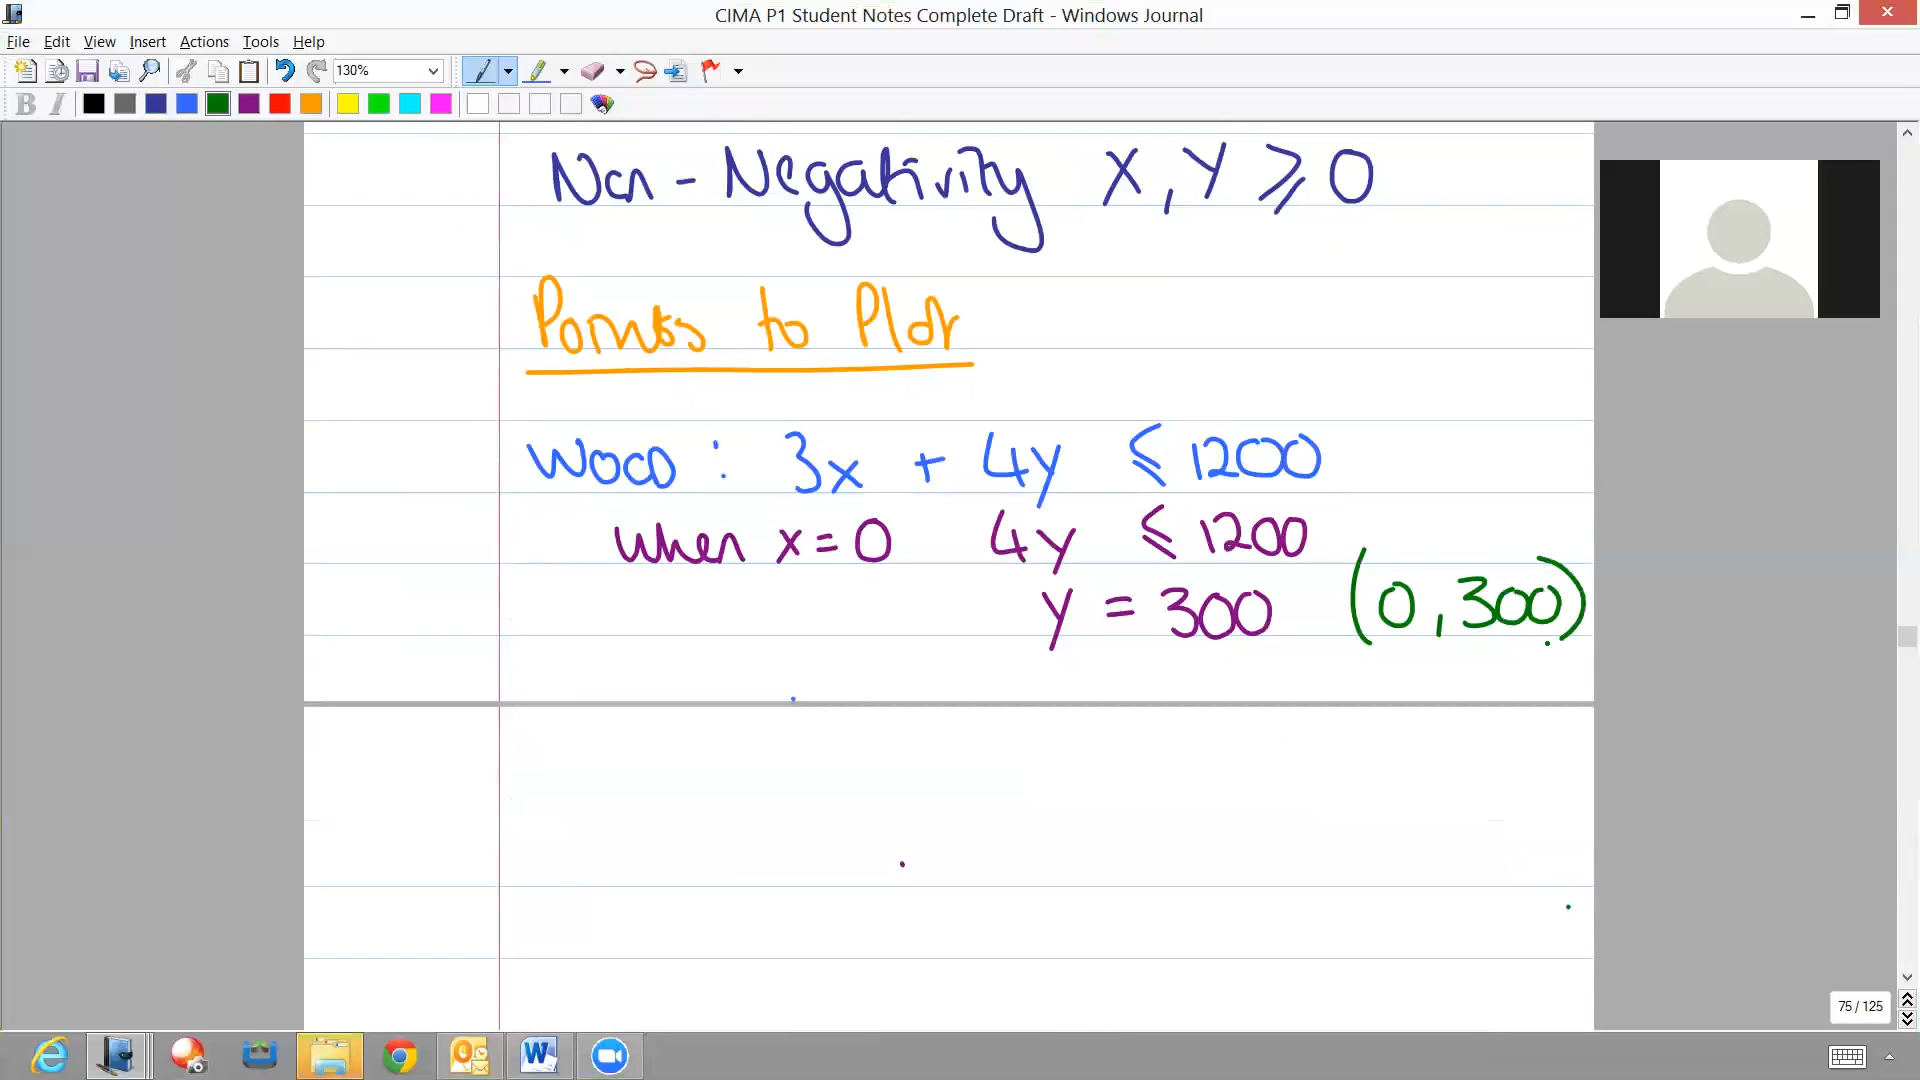 CIMA P1 Student Notes Complete Draft - Windows Journal
File Edit View Insert Actions Tools Help
130%
B I
Non - Negativity X, Y ⩾ 0
Points to Plot
Wood : 3x + 4y ⩽ 1200
when x = 0 4y ⩽ 1200
y = 300 (0, 300)
75 / 125